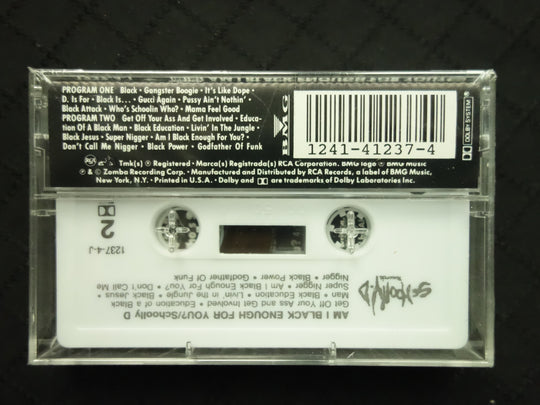 PROGRAM ONE Black • Gangster Boogie • It's Like Dope •
D. Is For • Black Is... • Gucci Again • Pussy Ain't Nothin' •
Black Attack • Who's Schoolin Who? • Mama Feel Good
PROGRAM TWO Get Off Your Ass And Get Involved • Educa-
tion Of A Black Man • Black Education • Livin' In The Jungle •
Black Jesus • Super Nigger • Am I Black Enough For You? •
Don't Call Me Nigger • Black Power • Godfather Of Funk
BMG
1241-41237-4
DOLBY SYSTEM
RCA Tmk(s) ® Registered • Marca(s) Registrada(s) RCA Corporation. BMG logo ® BMG Music
℗ & © Zomba Recording Corp. • Manufactured and Distributed by RCA Records, a label of BMG Music,
New York, N.Y. • Printed in U.S.A. • Dolby and are trademarks of Dolby Laboratories Inc.
2
1237-4-J
Schoolly D
Records
AM I BLACK ENOUGH FOR YOU?/Schoolly D
Get Off Your Ass and Get Involved • Education of a Black
Man • Black Education • Livin' in the Jungle • Black Jesus •
Super Nigger • Am I Black Enough For You? • Don't Call Me
Nigger • Black Power • Godfather Of Funk